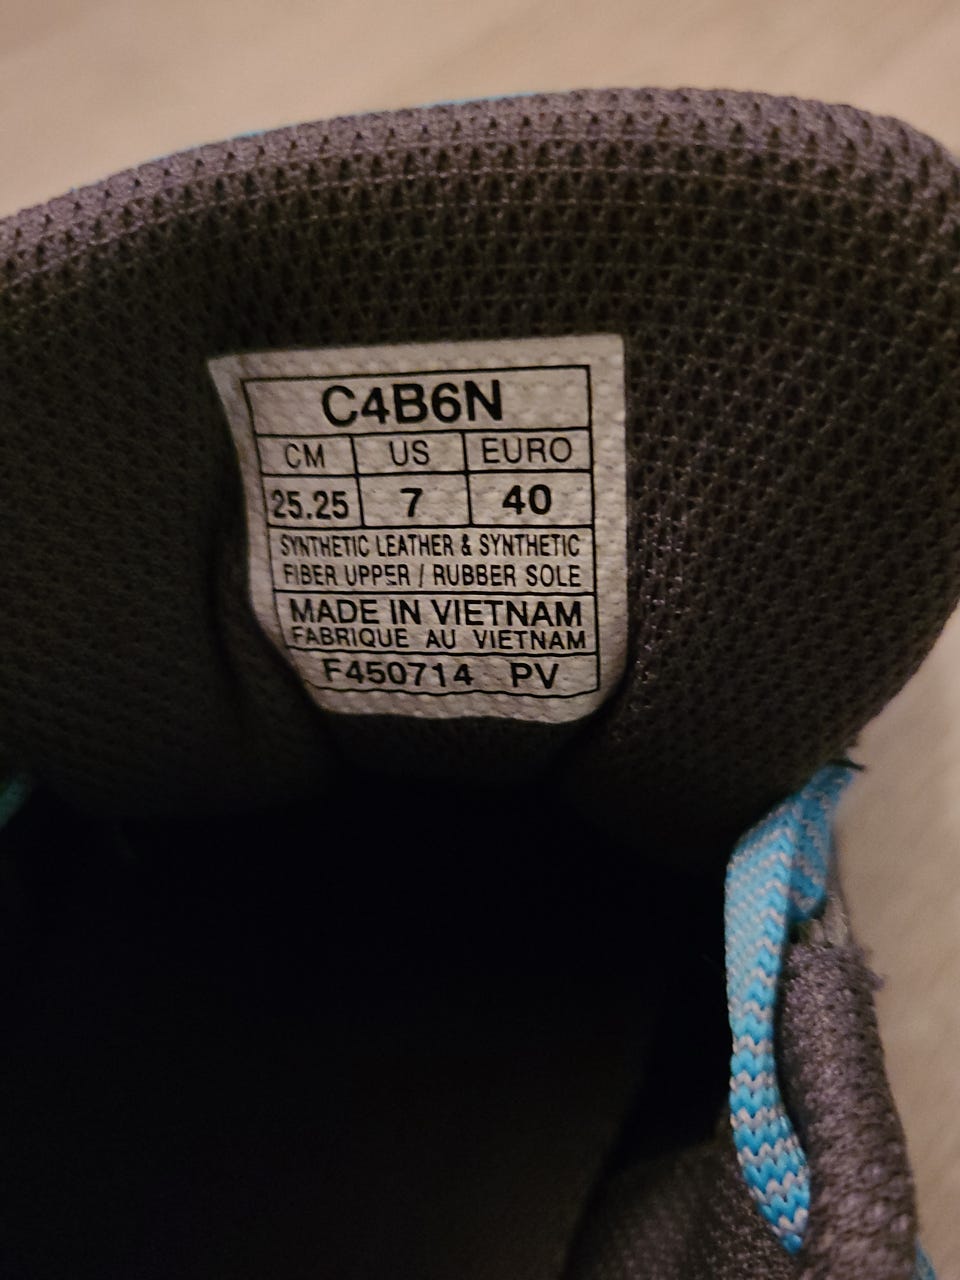 C4B6N
CM US EURO
25.25 7 40
SYNTHETIC LEATHER & SYNTHETIC
FIBER UPPER / RUBBER SOLE
MADE IN VIETNAM
FABRIQUE AU VIETNAM
F450714 PV